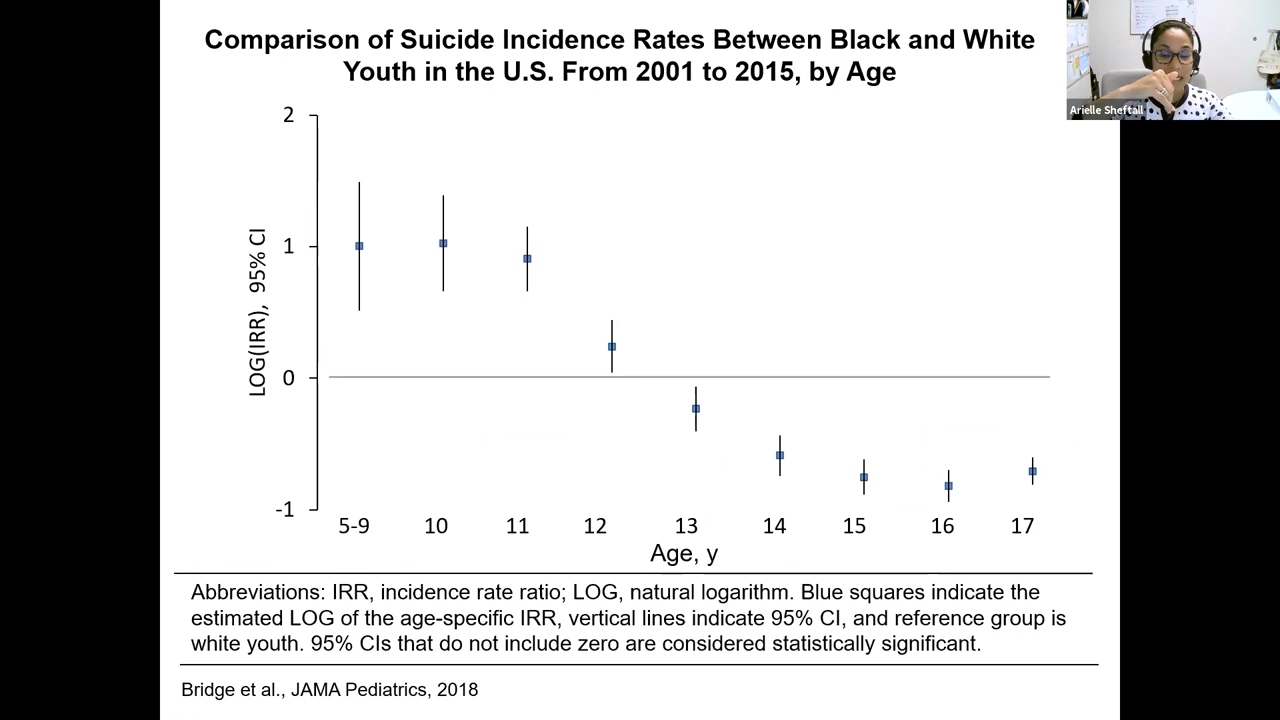 Comparison of Suicide Incidence Rates Between Black and White
Youth in the U.S. From 2001 to 2015, by Age
Arielle Sheftall
2
1
0
-1
LOG(IRR), 95% CI
5-9 10 11 12 13 14 15 16 17
Age, y
Abbreviations: IRR, incidence rate ratio; LOG, natural logarithm. Blue squares indicate the
estimated LOG of the age-specific IRR, vertical lines indicate 95% CI, and reference group is
white youth. 95% CIs that do not include zero are considered statistically significant.
Bridge et al., JAMA Pediatrics, 2018